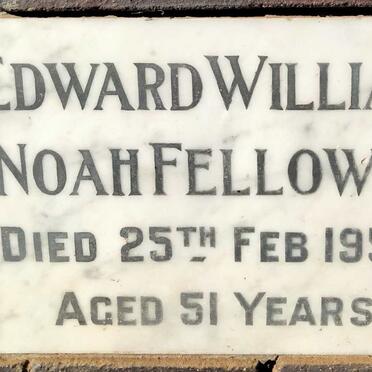 EDWARD WILLIA
NOAH FELLOW
DIED 25TH FEB 195
AGED 51 YEARS